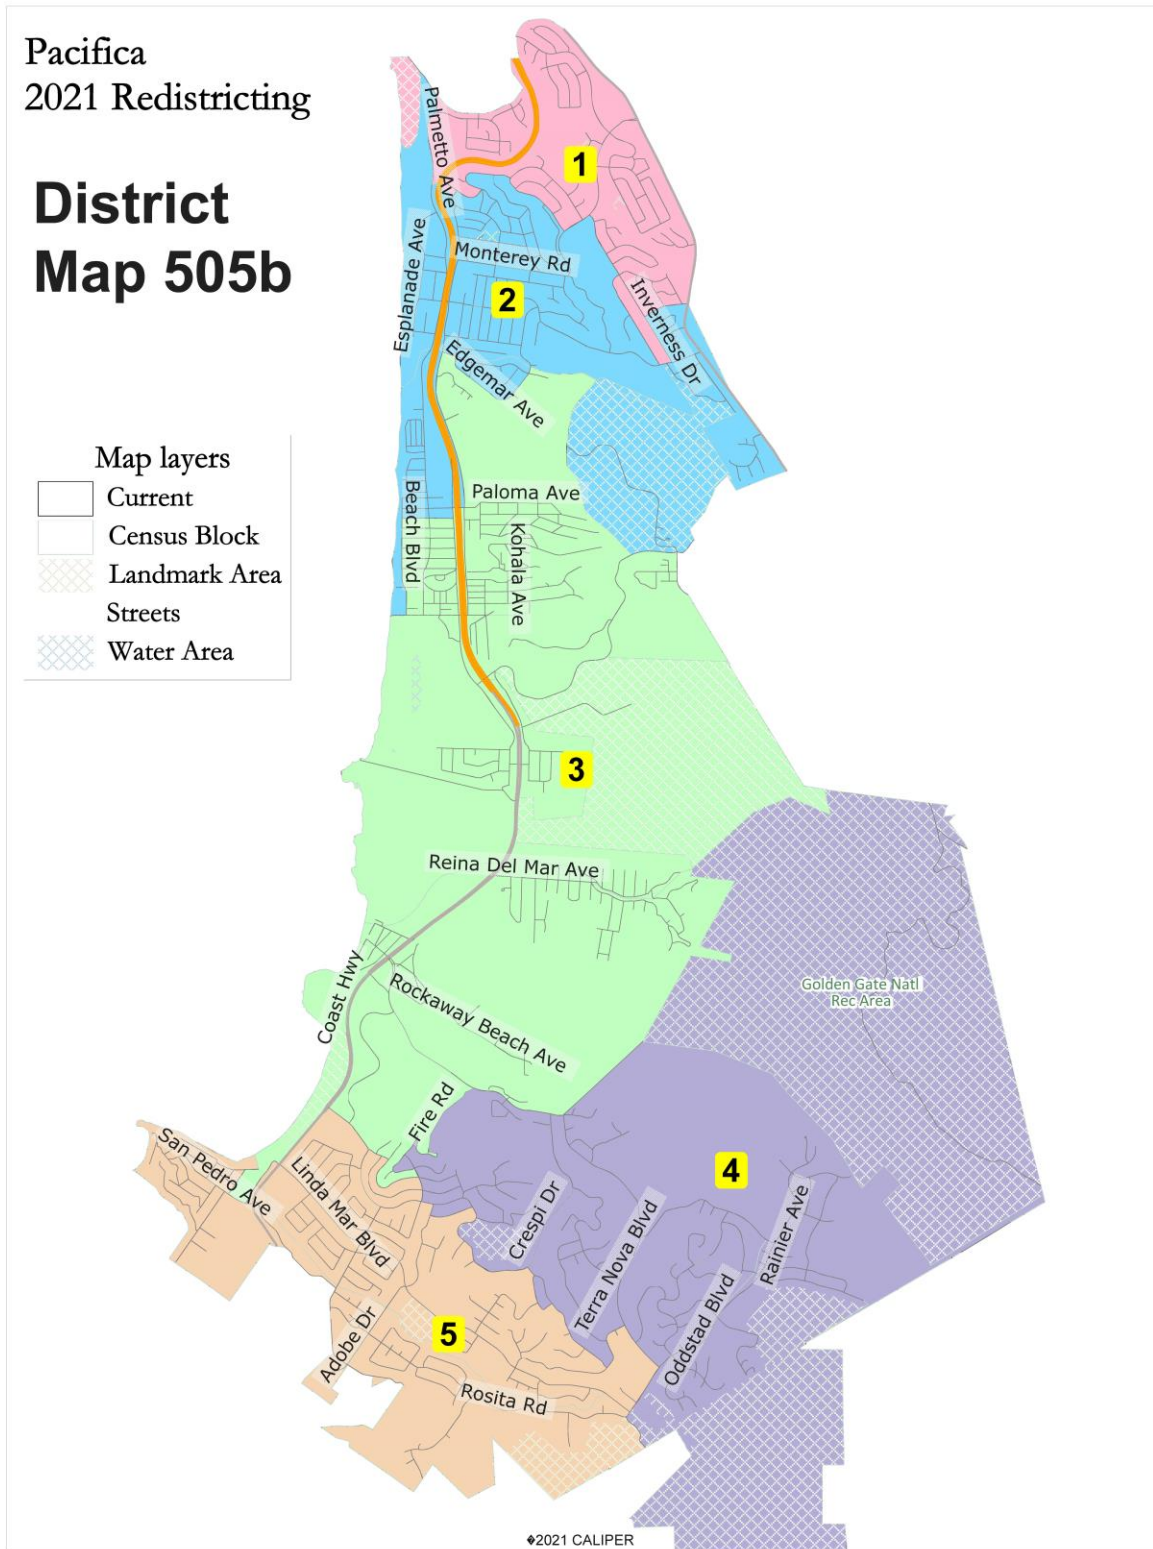 Pacifica
2021 Redistricting
District
Map 505b
Map layers
Current
Census Block
Landmark Area
Streets
Water Area
Palmetto Ave
1
Esplanade Ave
Monterey Rd
2
Inverness Dr
Edgemar Ave
Beach Blvd
Paloma Ave
Kohala Ave
3
Reina Del Mar Ave
Coast Hwy
Rockaway Beach Ave
Golden Gate Natl
Rec Area
Fire Rd
San Pedro Ave
Linda Mar Blvd
4
Crespi Dr
Terra Nova Blvd
Rainier Ave
Oddstad Blvd
Adobe Dr
5
Rosita Rd
�2021 CALIPER